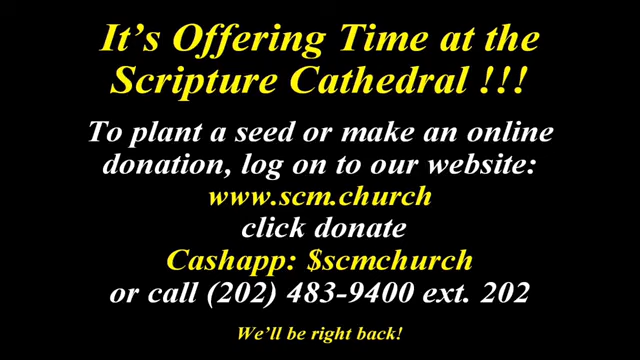 It's Offering Time at the
Scripture Cathedral !!!
To plant a seed or make an online
donation, log on to our website:
www.scm.church
click donate
Cashapp: $scmchurch
or call (202) 483-9400 ext. 202
We'll be right back!